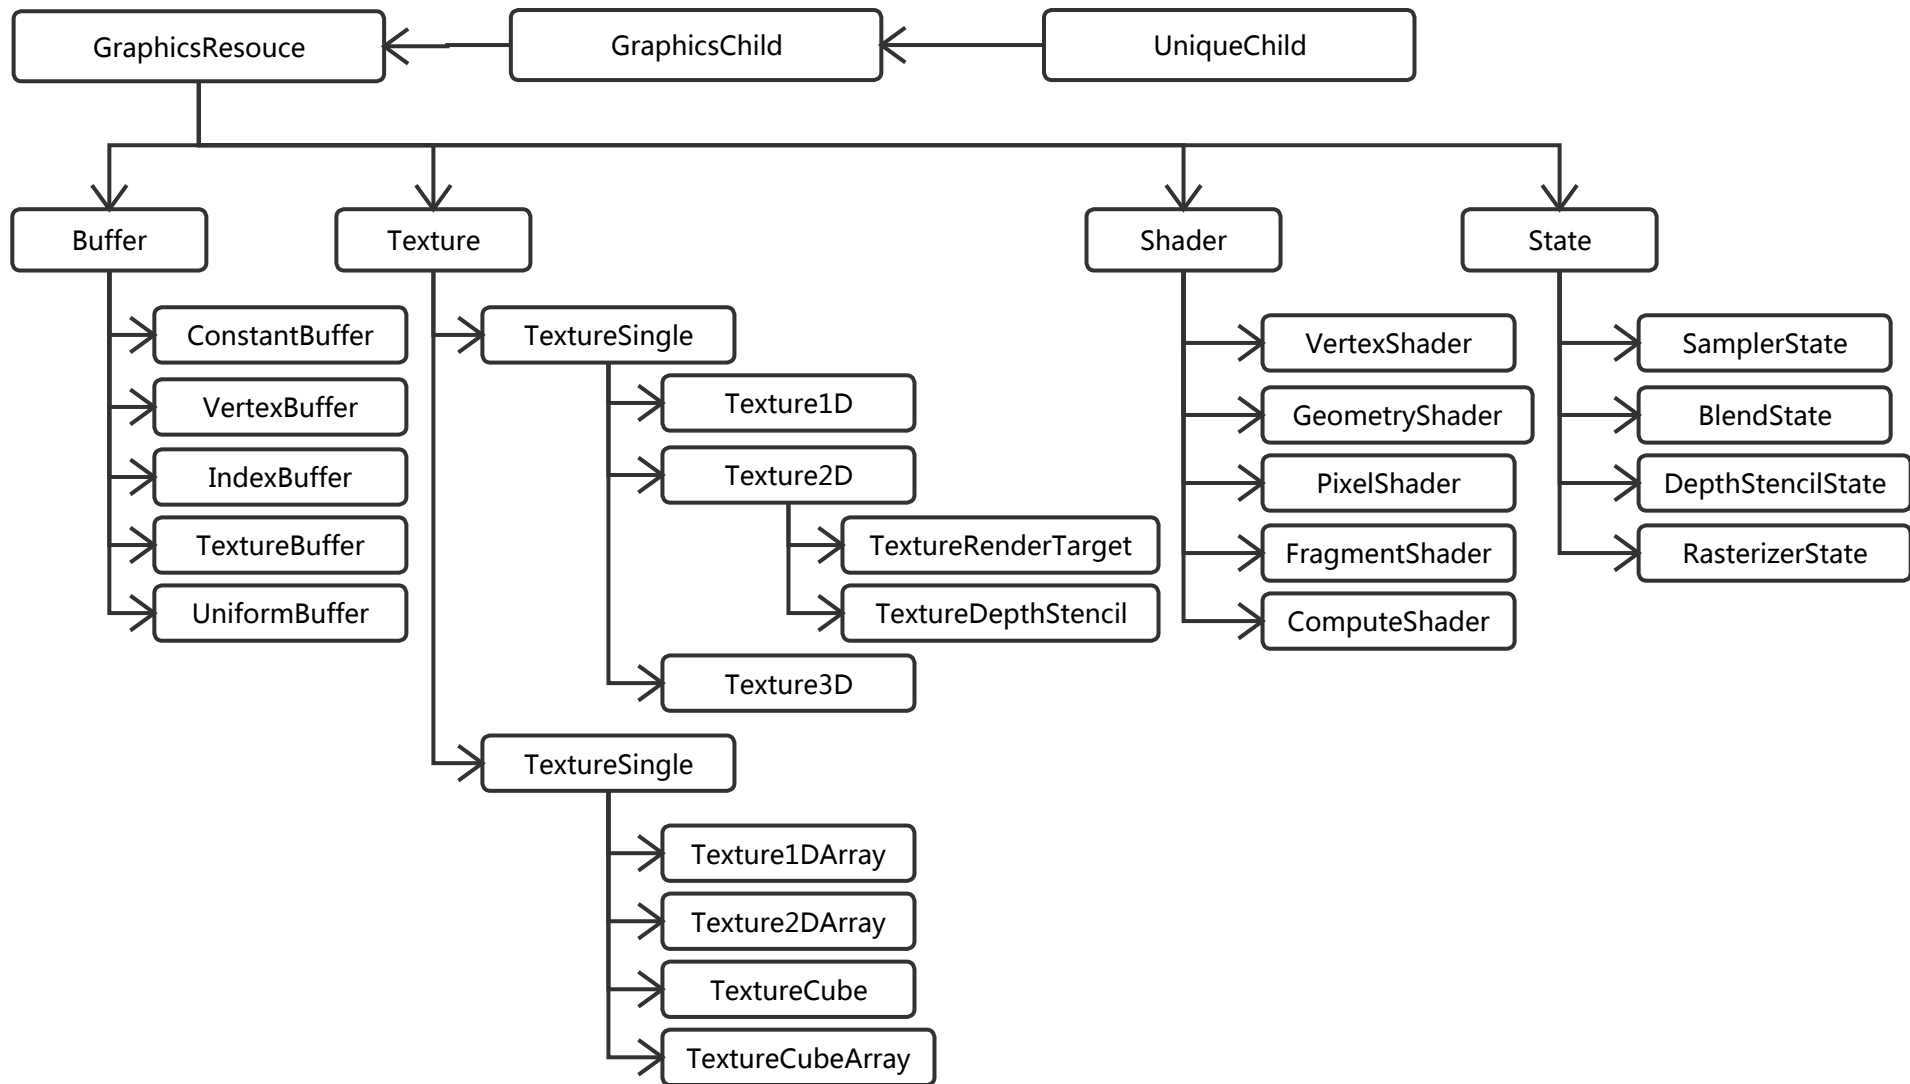 GraphicsResouce
GraphicsChild
UniqueChild
Buffer
Texture
Shader
State
ConstantBuffer
VertexBuffer
IndexBuffer
TextureBuffer
UniformBuffer
TextureSingle
Texture1D
Texture2D
TextureRenderTarget
TextureDepthStencil
Texture3D
TextureSingle
Texture1DArray
Texture2DArray
TextureCube
TextureCubeArray
VertexShader
GeometryShader
PixelShader
FragmentShader
ComputeShader
SamplerState
BlendState
DepthStencilState
RasterizerState